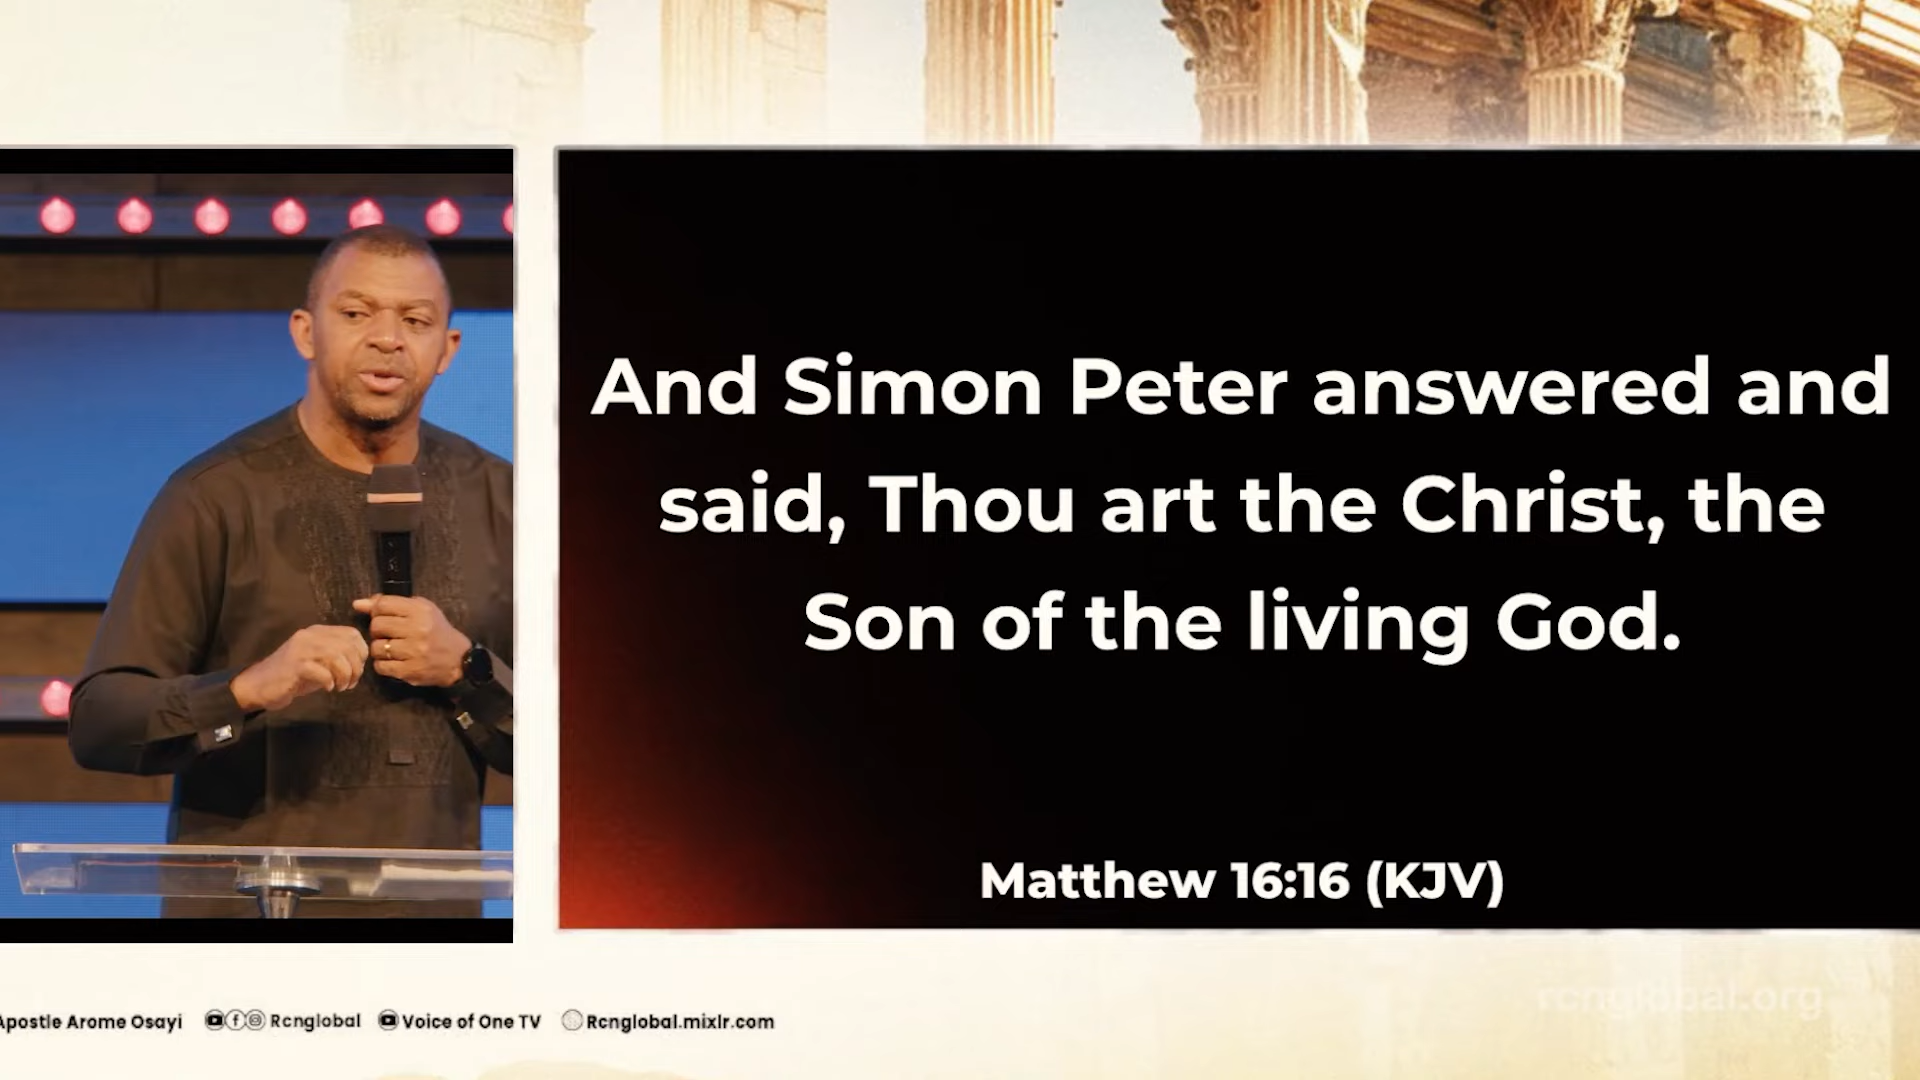 And Simon Peter answered and
said, Thou art the Christ, the
Son of the living God.
Matthew 16:16 (KJV)
Apostle Arome Osayi Rcnglobal Voice of One TV Rcnglobal.mixlr.com
rcnglobal.org